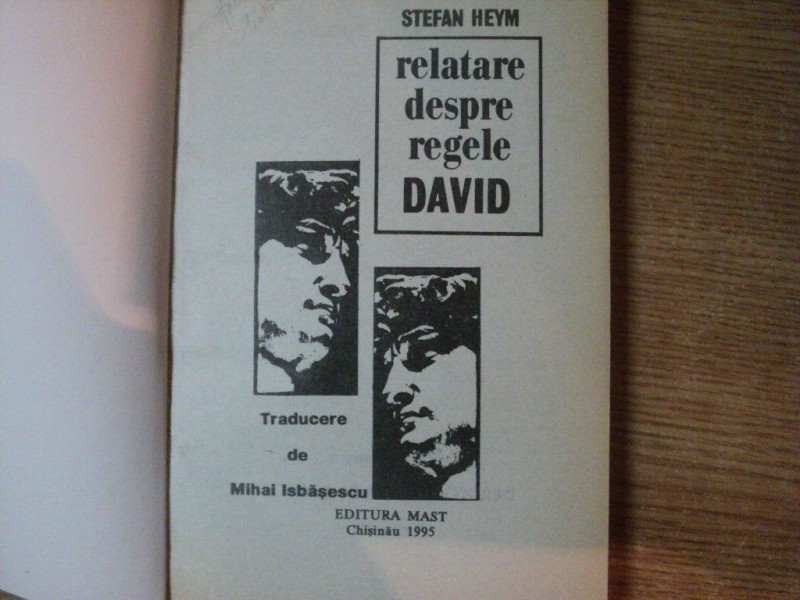 STEFAN HEYM
relatare
despre
regele
DAVID
Traducere
de
Mihai Isbășescu
EDITURA MAST
Chișinău 1995